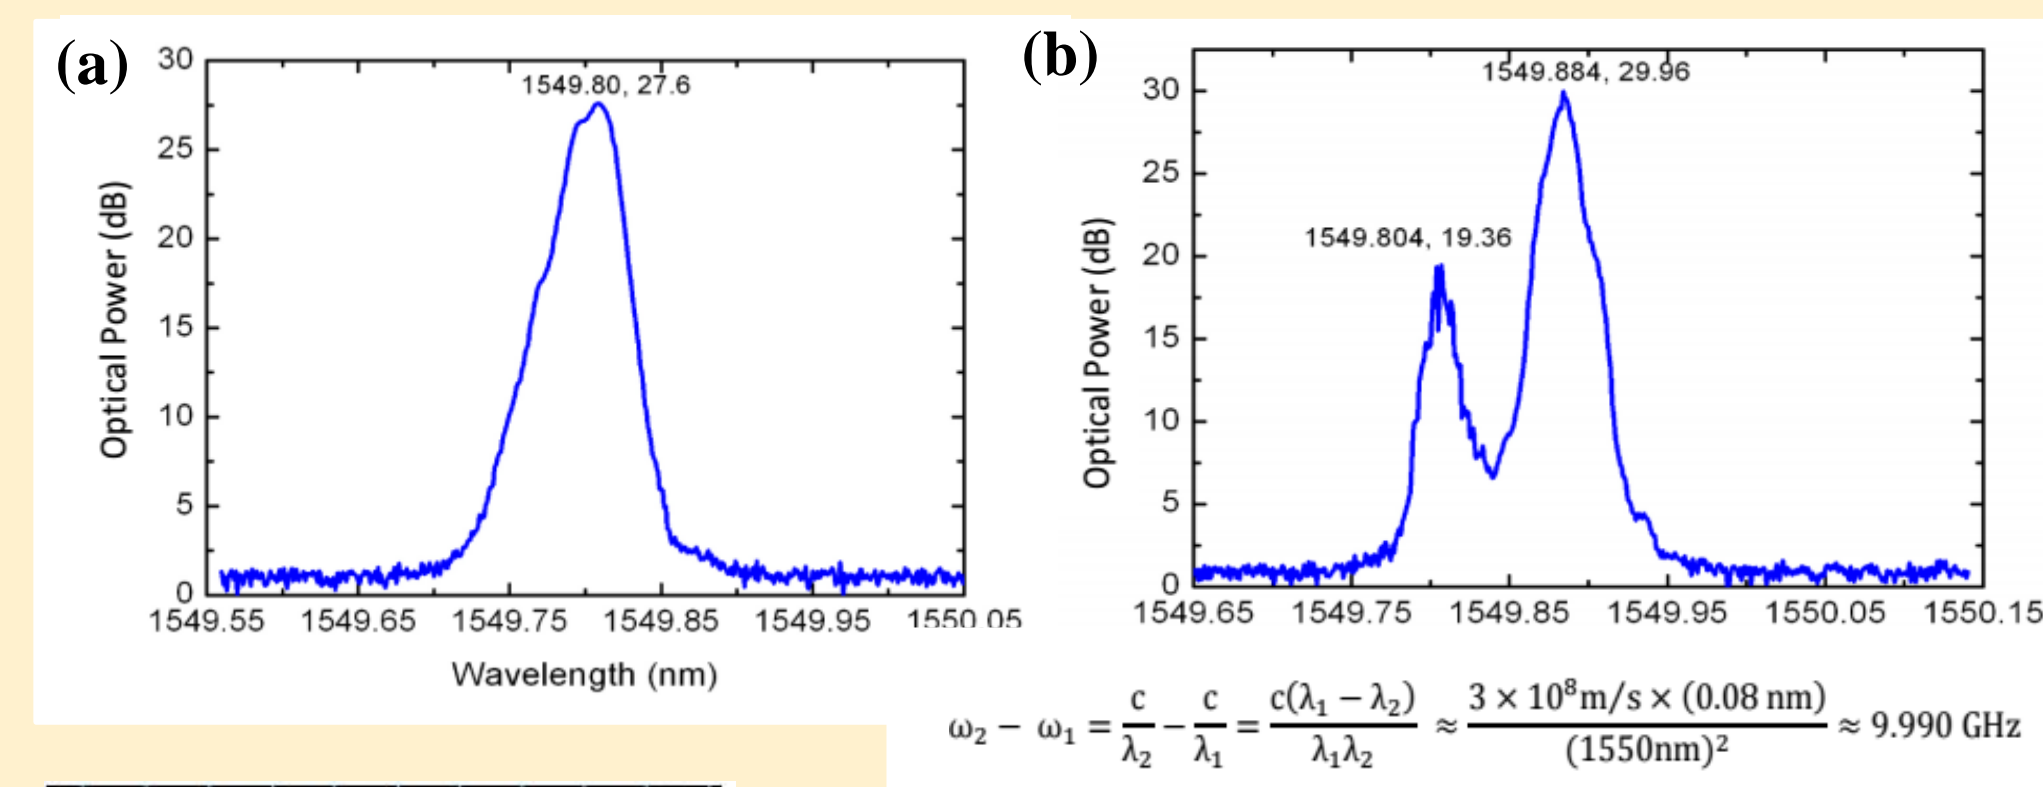 (a)
30
25
20
15
10
5
0
1549.80, 27.6
Optical Power (dB)
1549.55 1549.65 1549.75 1549.85 1549.95 1550.05
Wavelength (nm)
(b)
30
25
20
15
10
5
0
1549.884, 29.96
1549.804, 19.36
Optical Power (dB)
1549.65 1549.75 1549.85 1549.95 1550.05 1550.15
ω₂ − ω₁ = c/λ₂ − c/λ₁ = c(λ₁ − λ₂)/λ₁λ₂ ≈ 3 × 10⁸m/s × (0.08 nm)/(1550nm)² ≈ 9.990 GHz